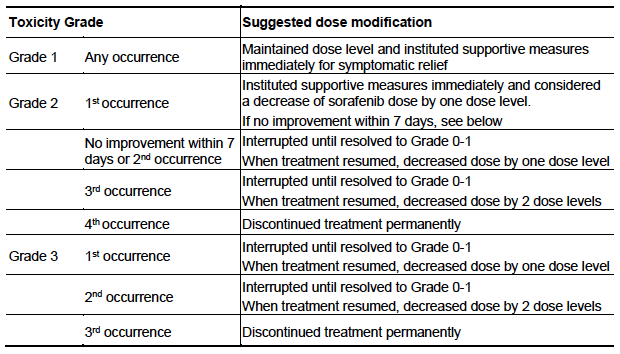 Toxicity Grade Suggested dose modification
Grade 1 Any occurrence Maintained dose level and instituted supportive measures
immediately for symptomatic relief
Grade 2 1st occurrence Instituted supportive measures immediately and considered
a decrease of sorafenib dose by one dose level.
If no improvement within 7 days, see below
No improvement within 7 Interrupted until resolved to Grade 0-1
days or 2nd occurrence When treatment resumed, decreased dose by one dose level
3rd occurrence Interrupted until resolved to Grade 0-1
When treatment resumed, decreased dose by 2 dose levels
4th occurrence Discontinued treatment permanently
Grade 3 1st occurrence Interrupted until resolved to Grade 0-1
When treatment resumed, decreased dose by one dose level
2nd occurrence Interrupted until resolved to Grade 0-1
When treatment resumed, decreased dose by 2 dose levels
3rd occurrence Discontinued treatment permanently